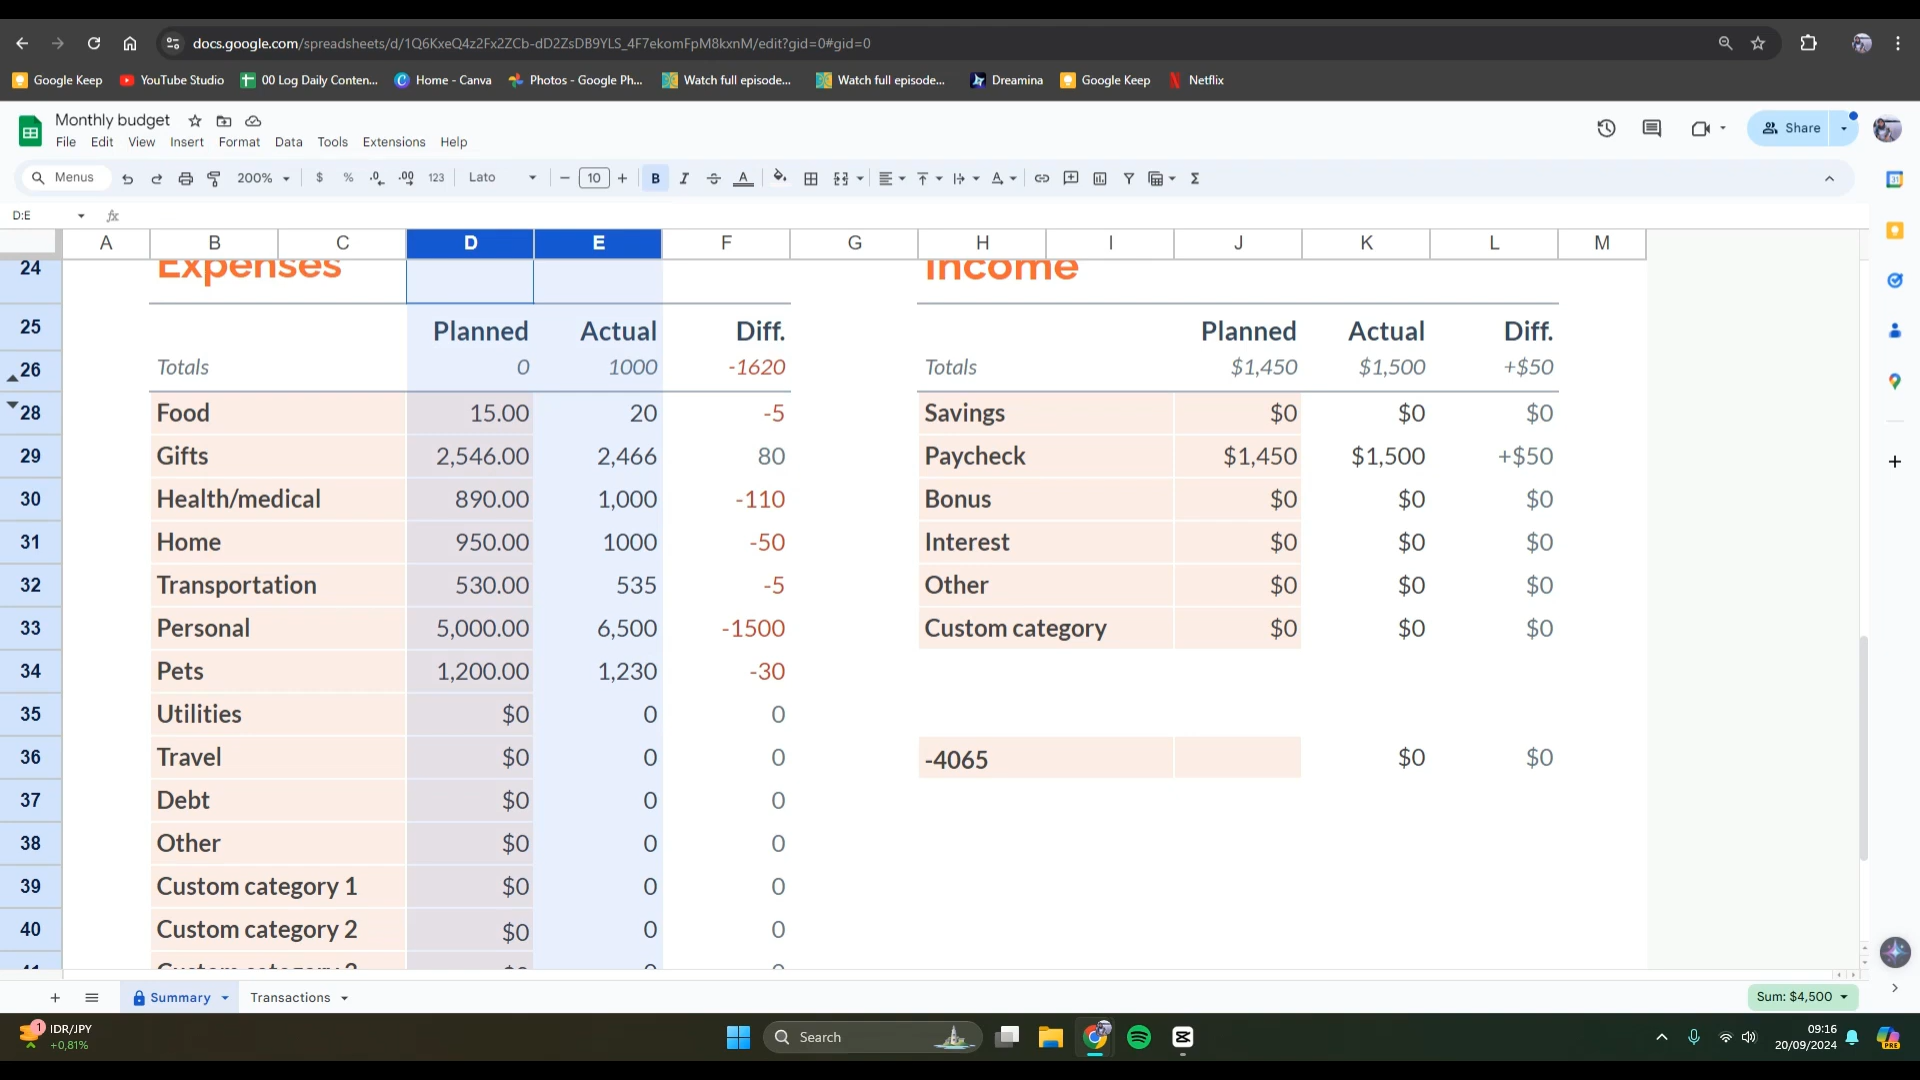 docs.google.com/spreadsheets/d/1Q6KxeQ4z2Fx2ZCb-dD2ZsDB9YLS_4F7ekomFpM8kxnM/edit?gid=0#gid=0
Google Keep YouTube Studio 00 Log Daily Conten... Home - Canva Photos - Google Ph... Watch full episode... Watch full episode... Dreamina Google Keep Netflix
Monthly budget
File Edit View Insert Format Data Tools Extensions Help
Share
Menus 200% $ % .0 .00 123 Lato 10 B I A Σ
D:E fx
A B C D E F G H I J K L M
24 Expenses Income
25 Planned Actual Diff. Planned Actual Diff.
26 Totals 0 1000 -1620 Totals $1,450 $1,500 +$50
28 Food 15.00 20 -5 Savings $0 $0 $0
29 Gifts 2,546.00 2,466 80 Paycheck $1,450 $1,500 +$50
30 Health/medical 890.00 1,000 -110 Bonus $0 $0 $0
31 Home 950.00 1000 -50 Interest $0 $0 $0
32 Transportation 530.00 535 -5 Other $0 $0 $0
33 Personal 5,000.00 6,500 -1500 Custom category $0 $0 $0
34 Pets 1,200.00 1,230 -30
35 Utilities $0 0 0
36 Travel $0 0 0 -4065 $0 $0
37 Debt $0 0 0
38 Other $0 0 0
39 Custom category 1 $0 0 0
40 Custom category 2 $0 0 0
Summary Transactions Sum: $4,500
1 IDR/JPY
+0,81%
Search
09:16
20/09/2024
PRE